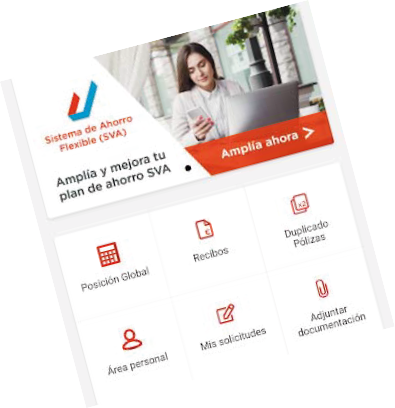 Sistema de Ahorro
Flexible (SVA)
Amplía y mejora tu
plan de ahorro SVA
Amplía ahora >
Posición Global
Recibos
x2
Duplicado
Pólizas
Área personal
Mis solicitudes
Adjuntar
documentación